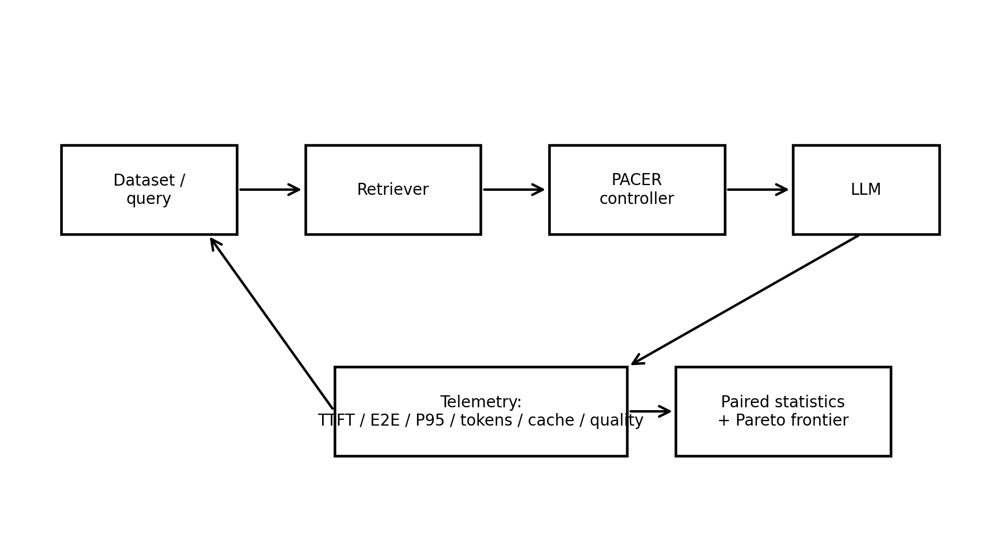 Dataset /
query
Retriever
PACER
controller
LLM
Telemetry:
TTFT / E2E / P95 / tokens / cache / quality
Paired statistics
+ Pareto frontier